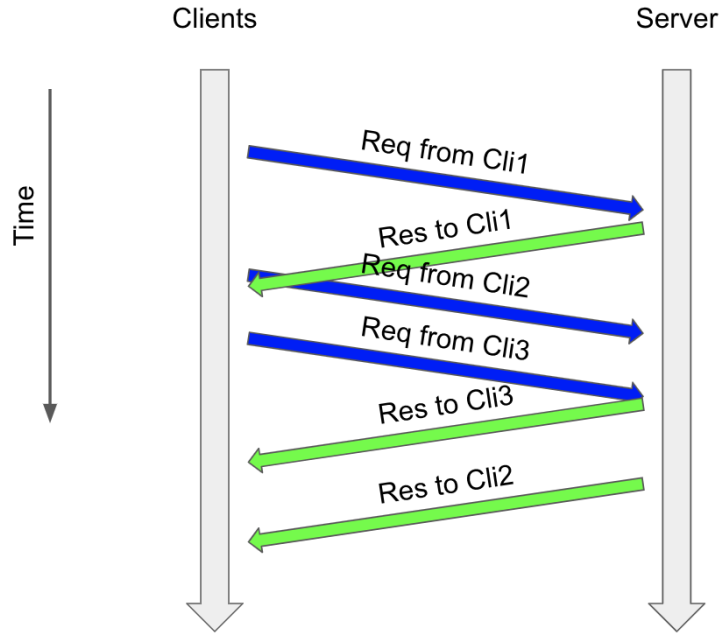 Clients
Server
Time
Req from Cli1
Res to Cli1
Req from Cli2
Req from Cli3
Res to Cli3
Res to Cli2